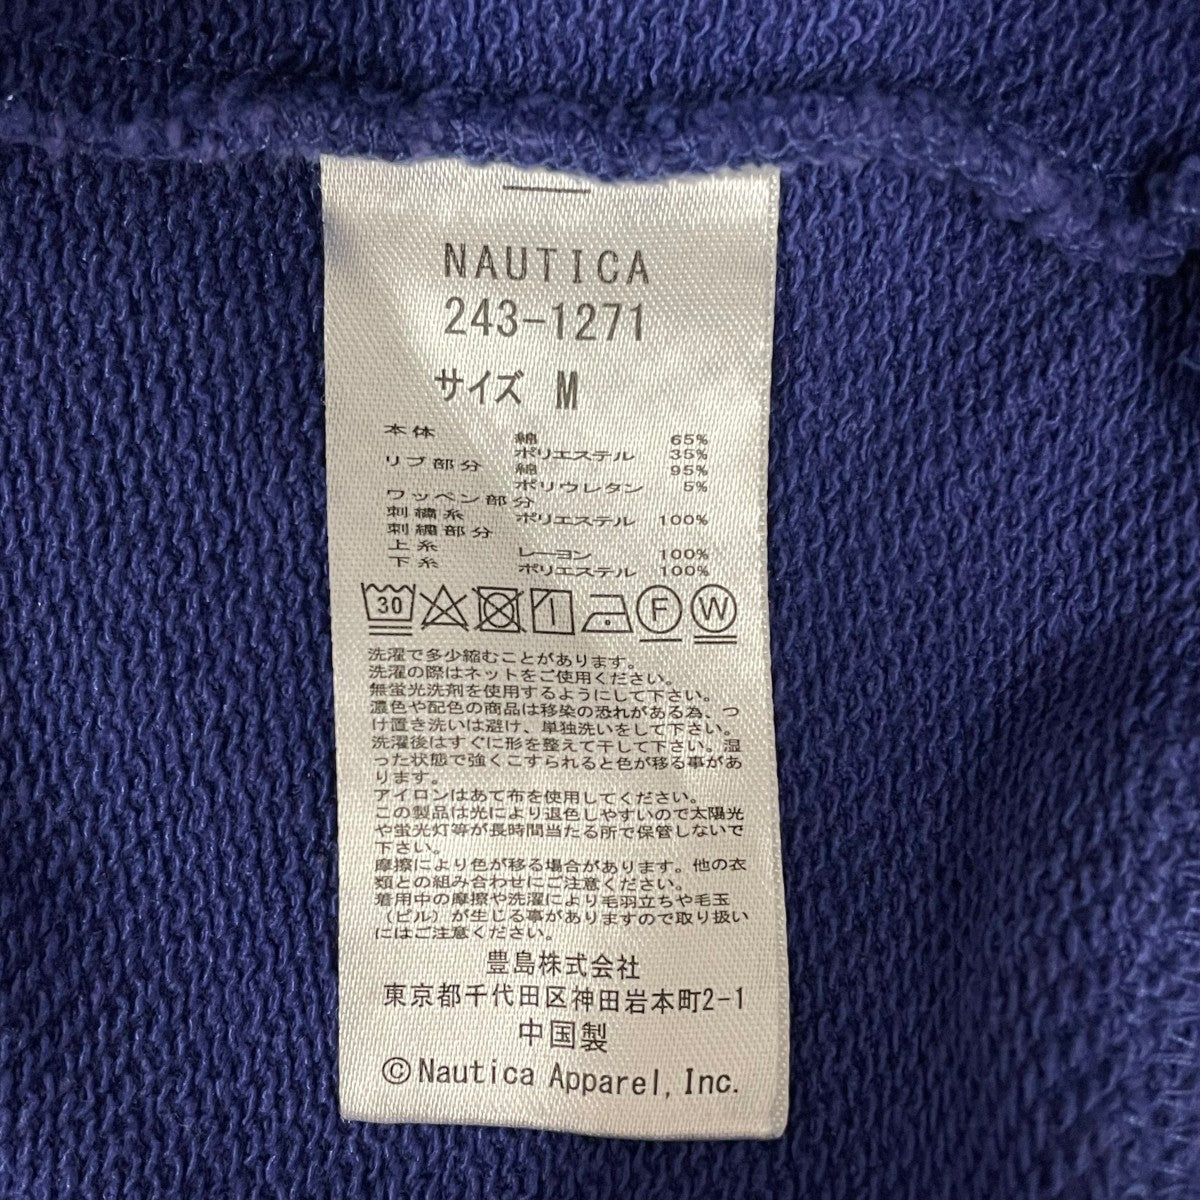 NAUTICA
243-1271
サイズ M
本体 綿 65%
ポリエステル 35%
リブ部分 綿 95%
ポリウレタン 5%
ワッペン部分
刺繍糸 ポリエステル 100%
刺繍部分
上糸 レーヨン 100%
下糸 ポリエステル 100%
30 F W
洗濯で多少縮むことがあります。
洗濯の際はネットをご使用ください。
無蛍光洗剤を使用するようにして下さい。
濃色や配色の商品は移染の恐れがある為、つ
け置き洗いは避け、単独洗いをして下さい。
洗濯後はすぐに形を整えて干して下さい。湿
った状態で強くこすられると色が移る事があ
ります。
アイロンはあて布を使用してください。
この製品は光により退色しやすいので太陽光
や蛍光灯等が長時間当たる所で保管しないで
下さい。
摩擦により色が移る場合があります。他の衣
類との組み合わせにご注意ください。
着用中の摩擦や洗濯により毛羽立ちや毛玉
（ピル）が生じる事がありますので取り扱い
にはご注意ください。
豊島株式会社
東京都千代田区神田岩本町2-1
中国製
©Nautica Apparel, Inc.